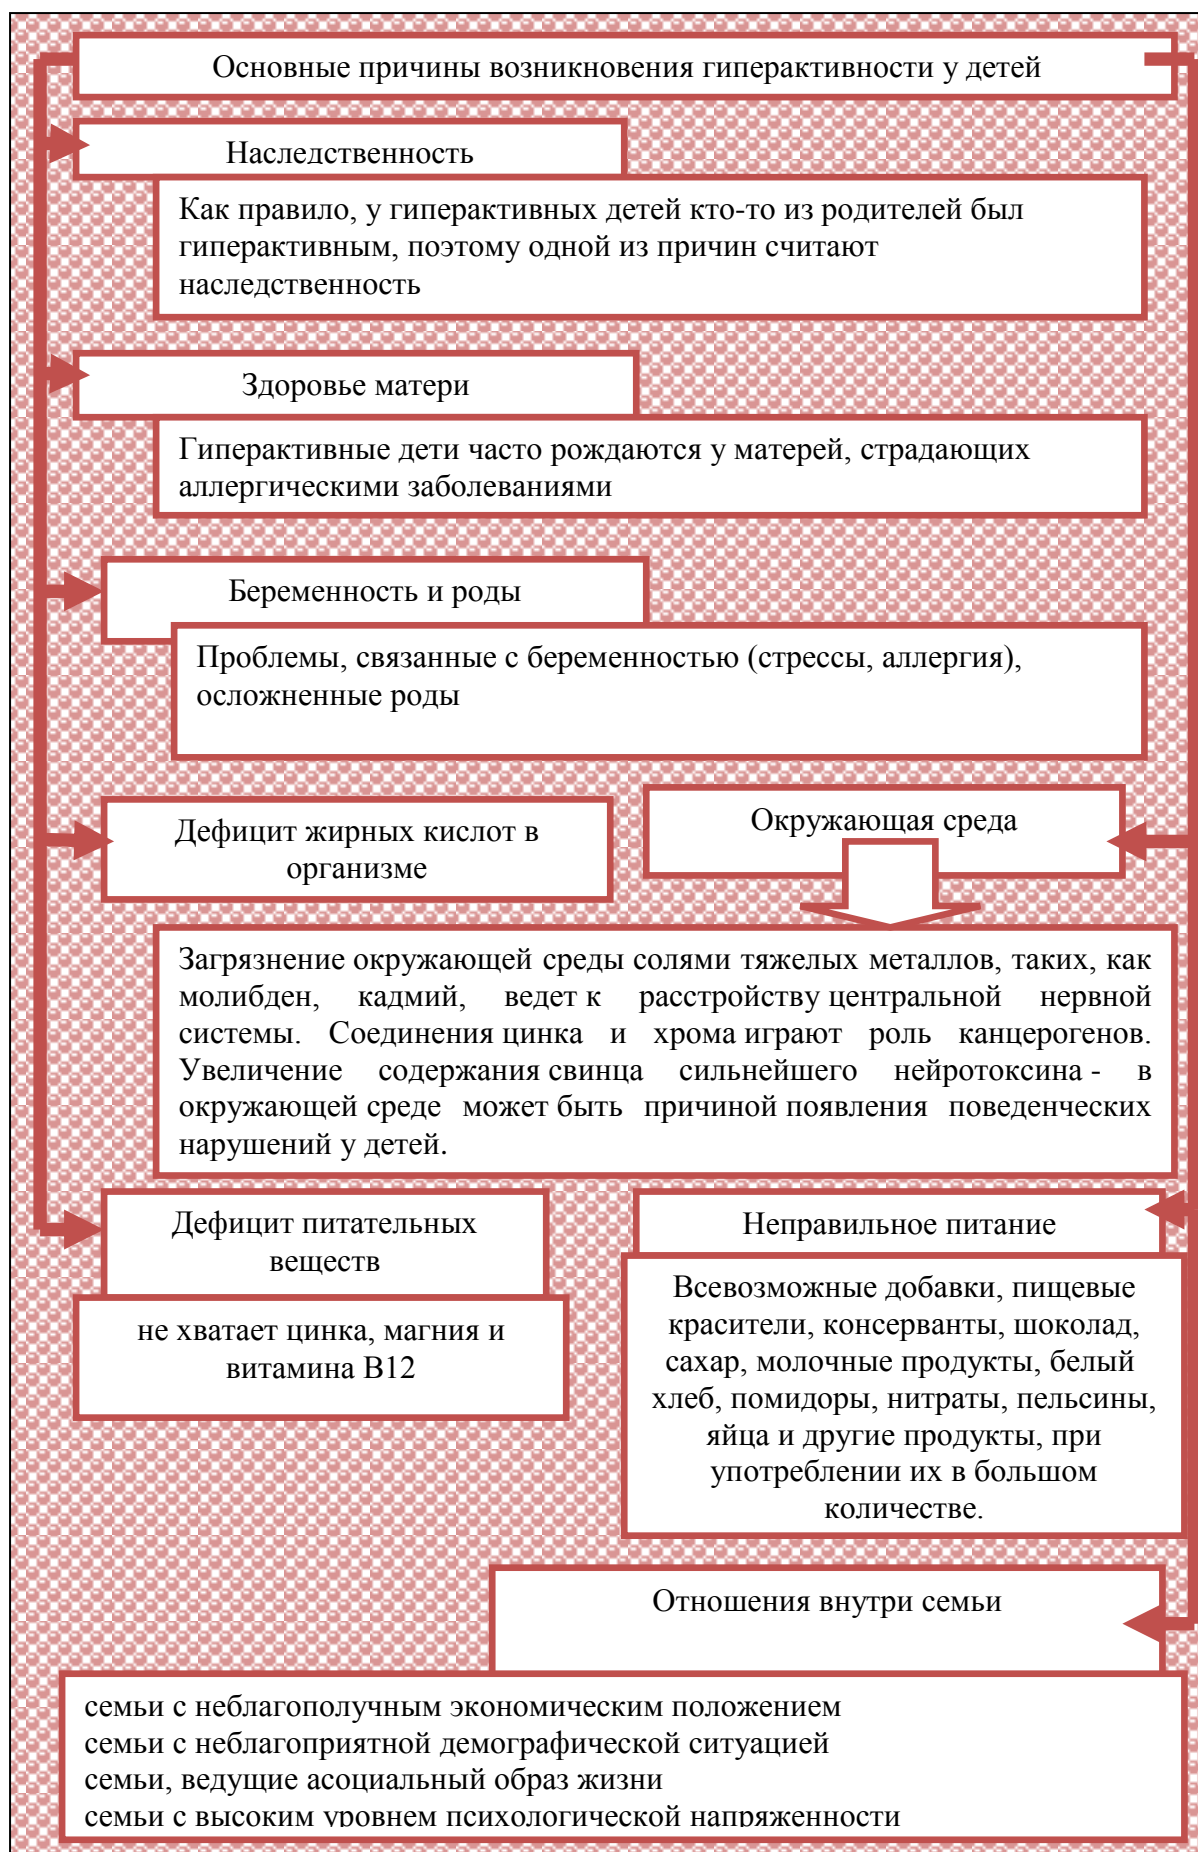 Основные причины возникновения гиперактивности у детей
Наследственность
Как правило, у гиперактивных детей кто-то из родителей был
гиперактивным, поэтому одной из причин считают
наследственность
Здоровье матери
Гиперактивные дети часто рождаются у матерей, страдающих
аллергическими заболеваниями
Беременность и роды
Проблемы, связанные с беременностью (стрессы, аллергия),
осложненные роды
Дефицит жирных кислот в
организме
Окружающая среда
Загрязнение окружающей среды солями тяжелых металлов, таких, как
молибден, кадмий, ведет к расстройству центральной нервной
системы. Соединения цинка и хрома играют роль канцерогенов.
Увеличение содержания свинца сильнейшего нейротоксина - в
окружающей среде может быть причиной появления поведенческих
нарушений у детей.
Дефицит питательных
веществ
не хватает цинка, магния и
витамина В12
Неправильное питание
Всевозможные добавки, пищевые
красители, консерванты, шоколад,
сахар, молочные продукты, белый
хлеб, помидоры, нитраты, пельсины,
яйца и другие продукты, при
употреблении их в большом
количестве.
Отношения внутри семьи
семьи с неблагополучным экономическим положением
семьи с неблагоприятной демографической ситуацией
семьи, ведущие асоциальный образ жизни
семьи с высоким уровнем психологической напряженности